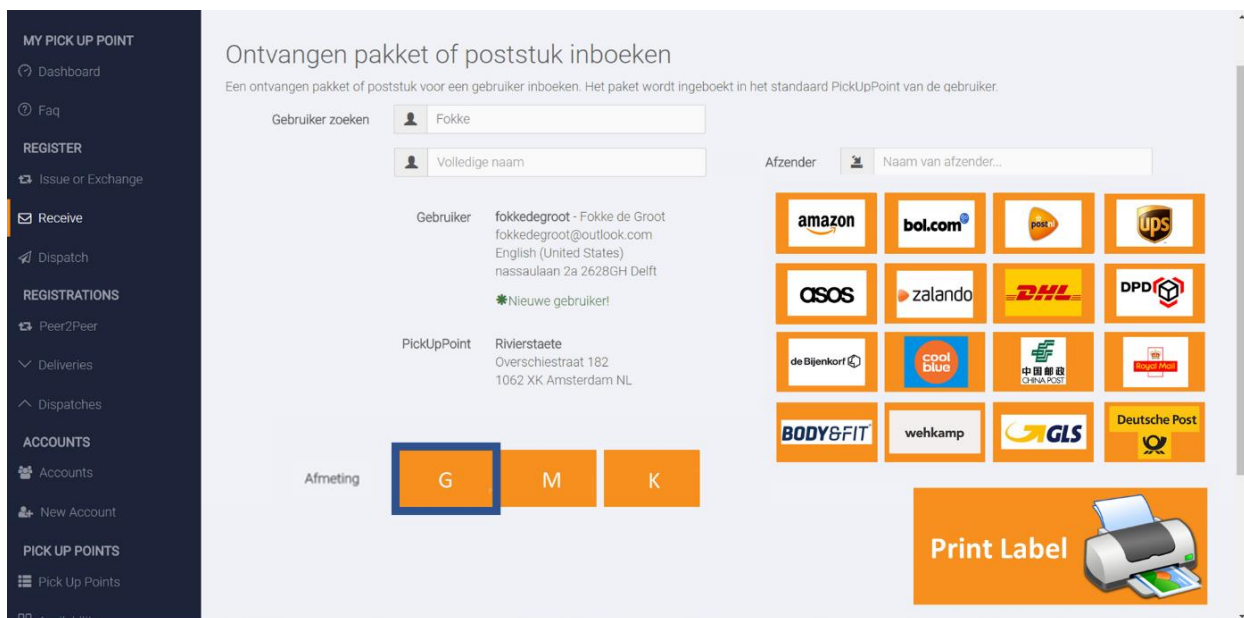 MY PICK UP POINT
Dashboard
Faq
REGISTER
Issue or Exchange
Receive
Dispatch
REGISTRATIONS
Peer2Peer
Deliveries
Dispatches
ACCOUNTS
Accounts
New Account
PICK UP POINTS
Pick Up Points
Ontvangen pakket of poststuk inboeken
Een ontvangen pakket of poststuk voor een gebruiker inboeken. Het paket wordt ingeboekt in het standaard PickUpPoint van de gebruiker.
Gebruiker zoeken
Fokke
Volledige naam
Gebruiker
fokkedegroot - Fokke de Groot
fokkedegroot@outlook.com
English (United States)
nassaulaan 2a 2628GH Delft
✱Nieuwe gebruiker!
PickUpPoint
Rivierstaete
Overschiestraat 182
1062 XK Amsterdam NL
Afmeting
G M K
Afzender
Naam van afzender...
amazon bol.com postnl ups
asos zalando DHL DPD
de Bijenkorf cool blue 中国邮政 CHINA POST Royal Mail
BODY&FIT wehkamp GLS Deutsche Post
Print Label